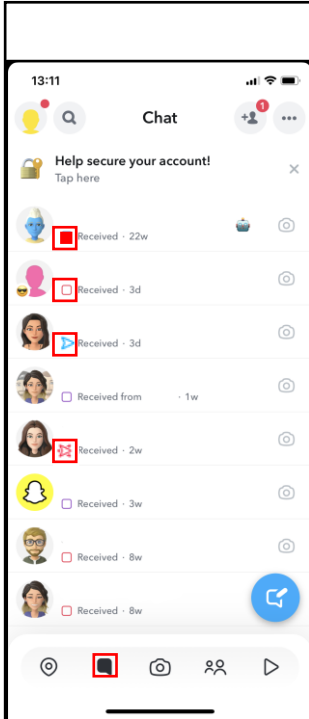 13:11
Chat
1
Help secure your account!
Tap here
Received · 22w
Received · 3d
Received · 3d
Received from · 1w
Received · 2w
Received · 3w
Received · 8w
Received · 8w